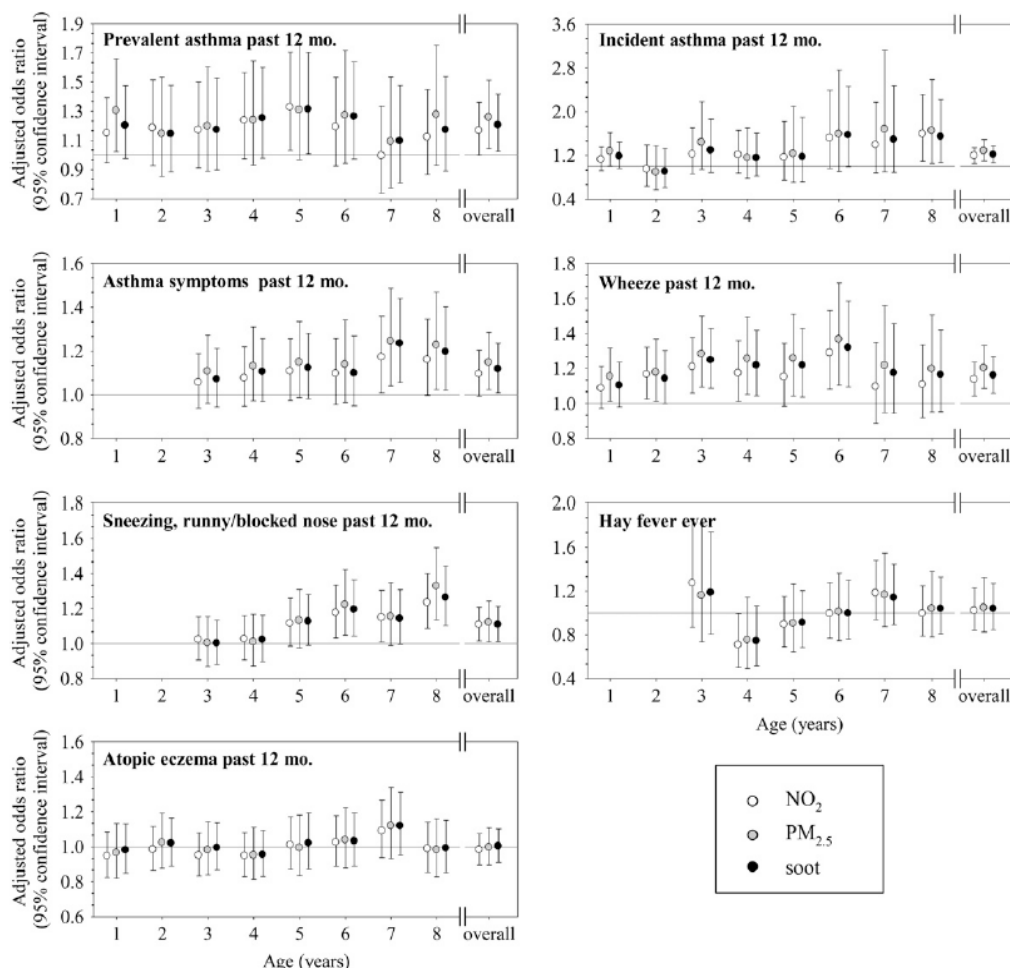 Adjusted odds ratio
(95% confidence interval)
Prevalent asthma past 12 mo.
1.9
1.7
1.5
1.3
1.1
0.9
0.7
1 2 3 4 5 6 7 8 overall
Incident asthma past 12 mo.
3.6
2.8
2.0
1.2
0.4
1 2 3 4 5 6 7 8 overall
Adjusted odds ratio
(95% confidence interval)
Asthma symptoms past 12 mo.
1.6
1.4
1.2
1.0
0.8
1 2 3 4 5 6 7 8 overall
Wheeze past 12 mo.
1.8
1.6
1.4
1.2
1.0
0.8
1 2 3 4 5 6 7 8 overall
Adjusted odds ratio
(95% confidence interval)
Sneezing, runny/blocked nose past 12 mo.
1.8
1.6
1.4
1.2
1.0
0.8
1 2 3 4 5 6 7 8 overall
Hay fever ever
2.0
1.6
1.2
0.8
0.4
1 2 3 4 5 6 7 8 overall
Age (years)
Adjusted odds ratio
(95% confidence interval)
Atopic eczema past 12 mo.
1.6
1.4
1.2
1.0
0.8
0.6
1 2 3 4 5 6 7 8 overall
Age (years)
NO₂
PM₂.₅
soot